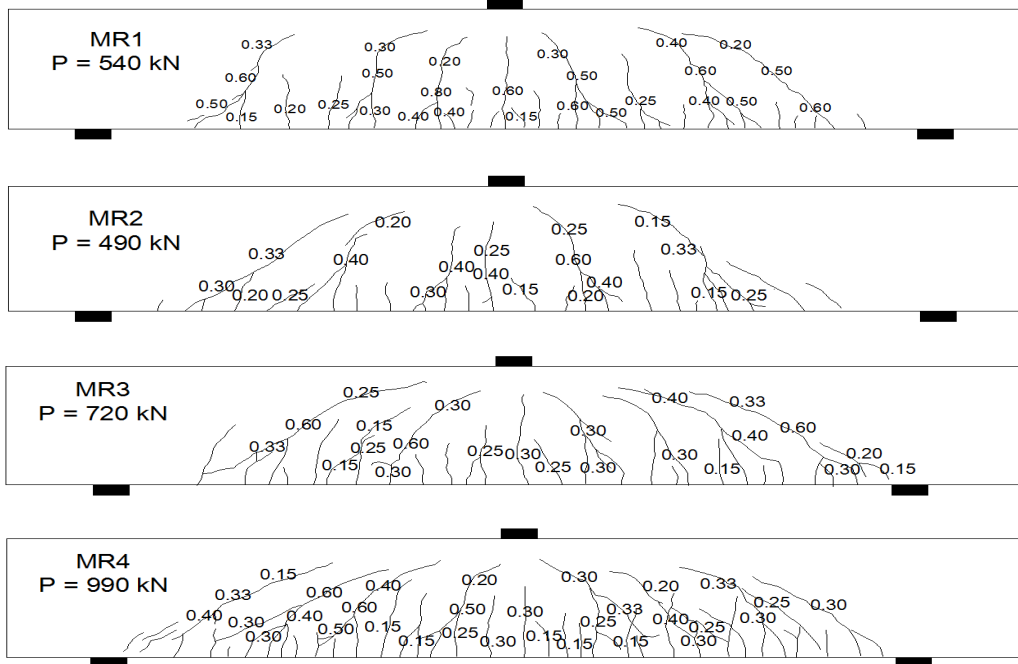 MR1
P = 540 kN
0.33 0.30 0.20 0.30 0.40 0.20
0.60 0.50 0.80 0.60 0.50 0.60 0.50
0.50 0.15 0.20 0.25 0.30 0.40 0.40 0.15 0.60 0.50 0.25 0.40 0.50 0.60
MR2
P = 490 kN
0.20 0.25 0.15
0.33 0.40 0.40 0.25 0.60 0.33
0.30 0.20 0.25 0.30 0.40 0.15 0.20 0.40 0.15 0.25
MR3
P = 720 kN
0.25 0.30 0.40 0.33
0.60 0.15 0.60 0.30 0.40 0.60
0.33 0.25 0.25 0.30 0.30 0.20
0.15 0.30 0.25 0.30 0.15 0.30 0.15
MR4
P = 990 kN
0.15 0.40 0.20 0.30 0.20 0.33
0.33 0.60 0.60 0.50 0.30 0.33 0.25 0.30
0.40 0.30 0.40 0.15 0.25 0.25 0.40 0.25 0.30
0.30 0.50 0.15 0.30 0.15 0.15 0.15 0.30